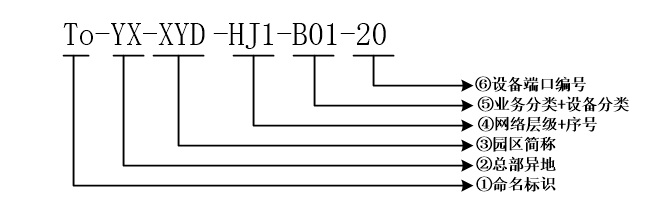 To-YX-XYD-HJ1-B01-20
⑥设备端口编号
⑤业务分类+设备分类
④网络层级+序号
③园区简称
②总部异地
①命名标识